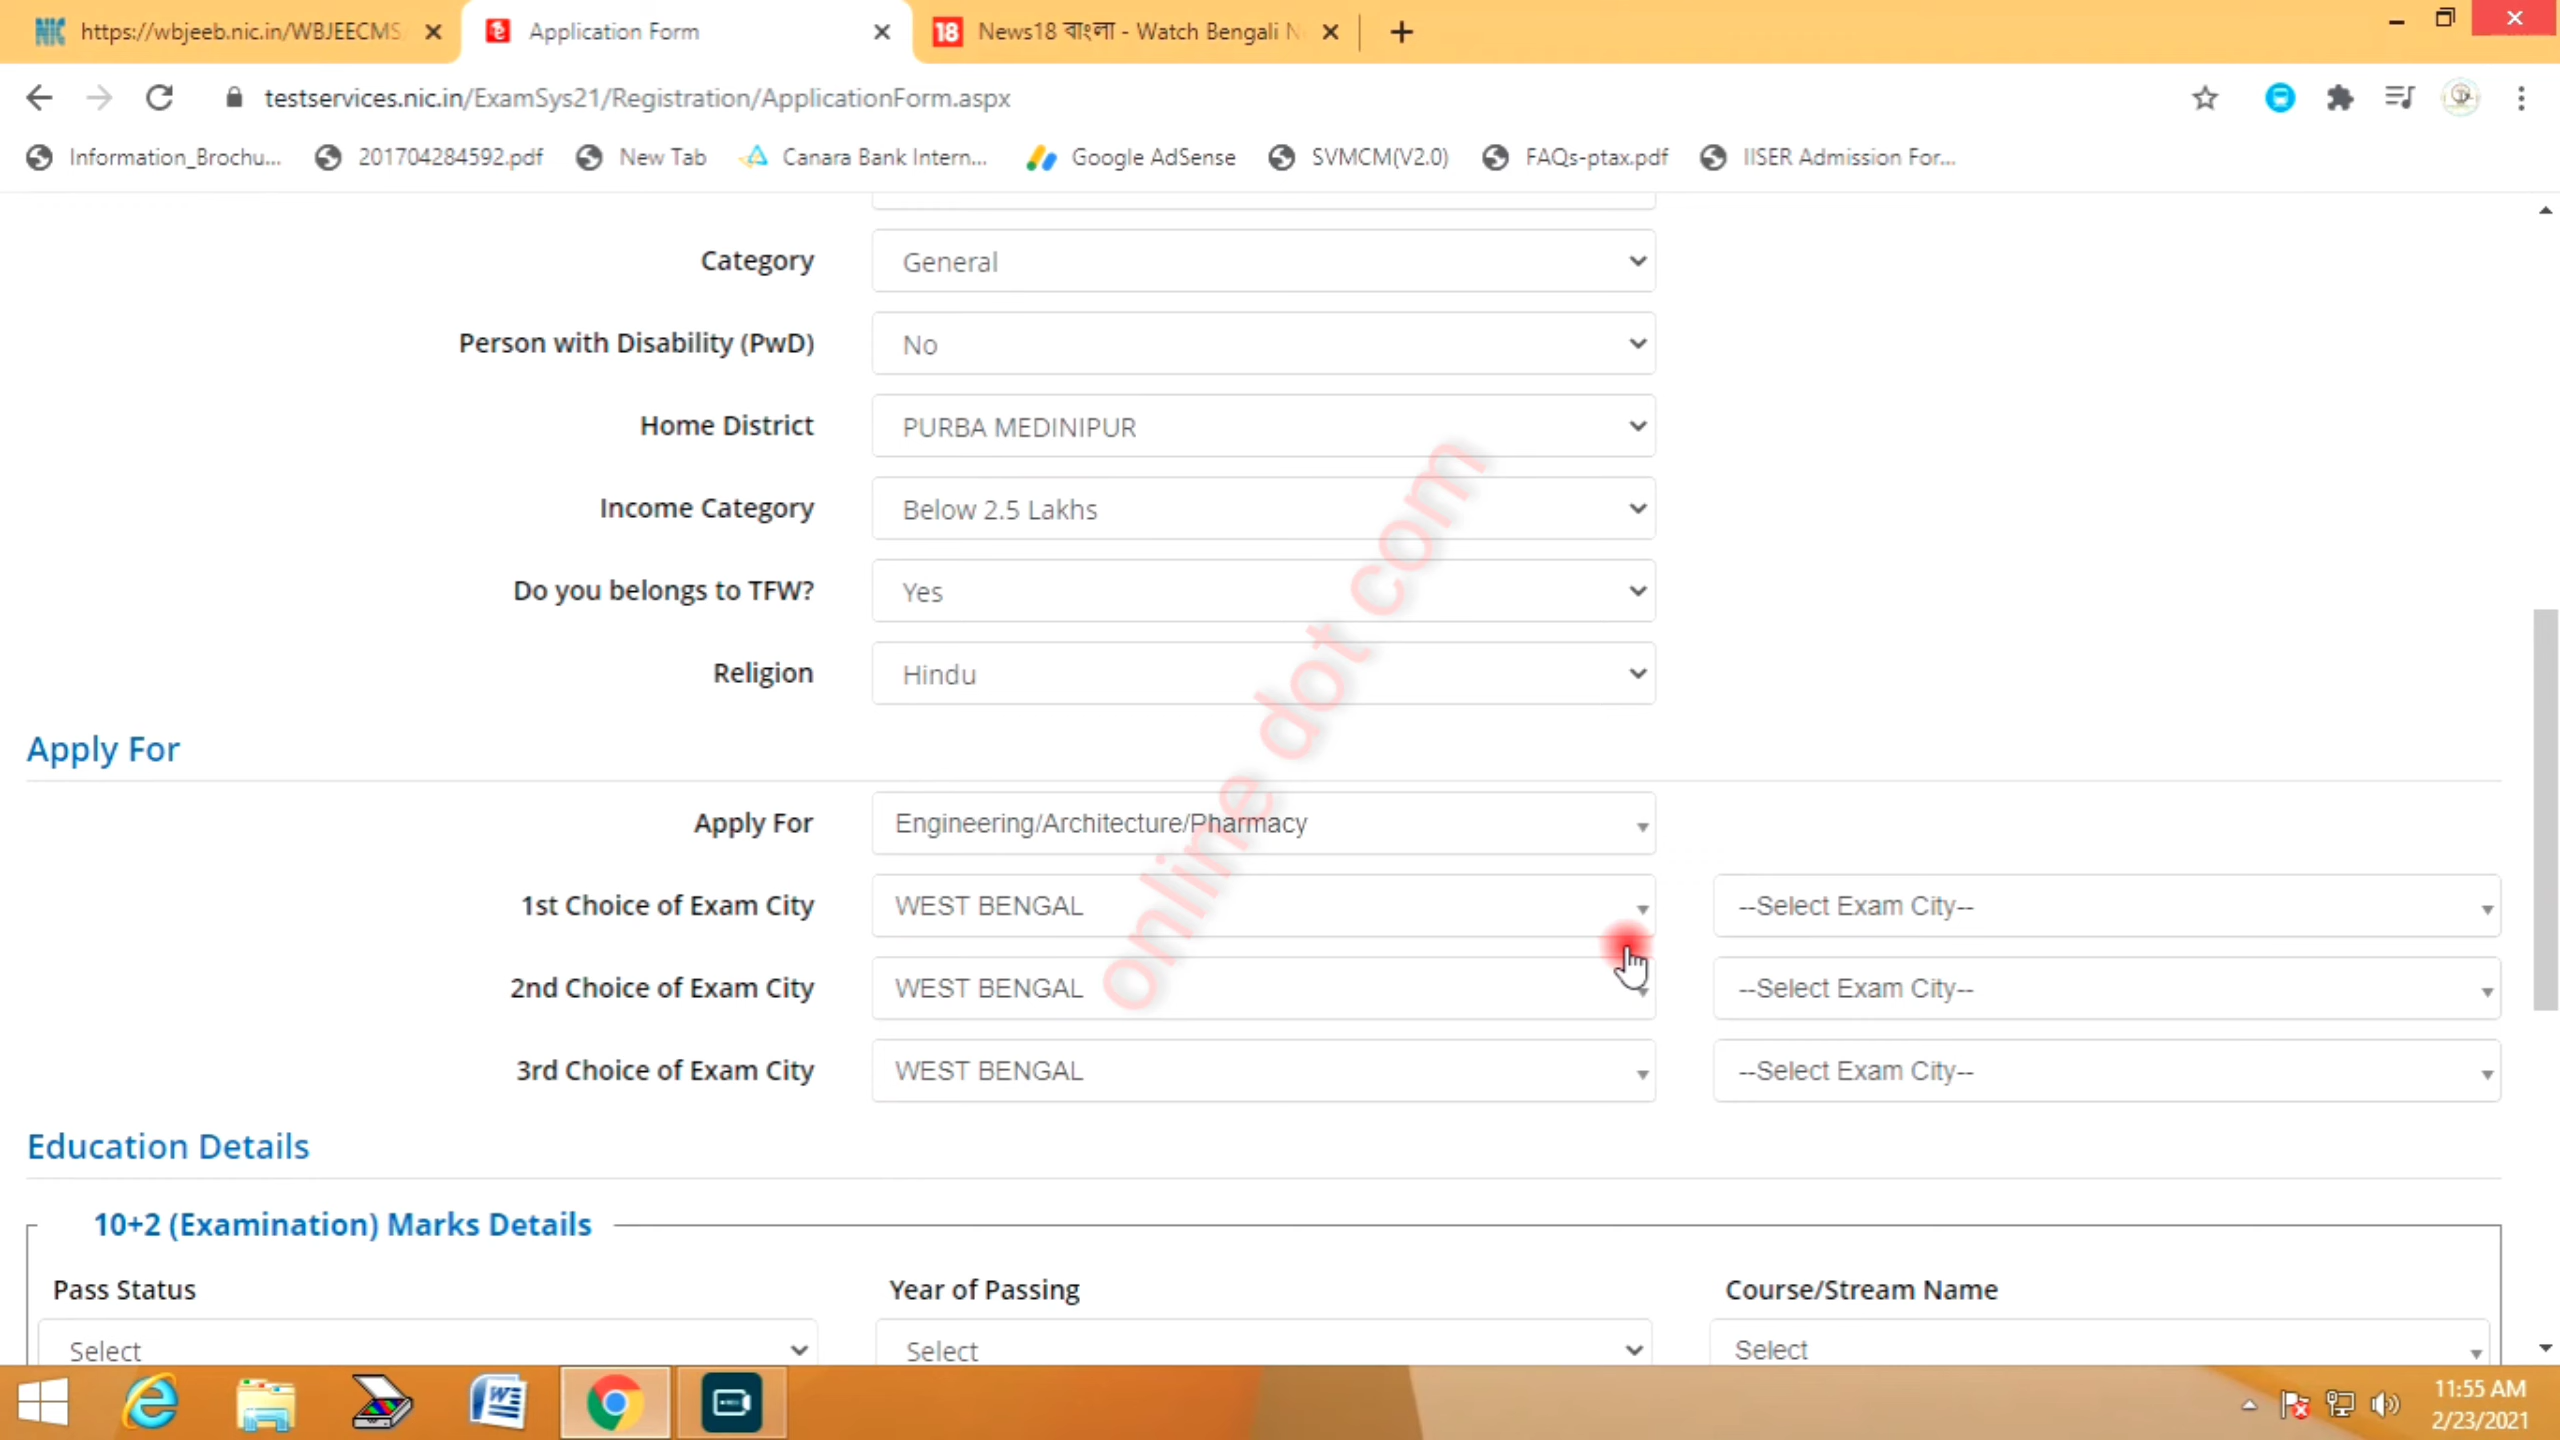 https://wbjeeb.nic.in/WBJEECMS
Application Form
18 News18 বাংলা - Watch Bengali N
testservices.nic.in/ExamSys21/Registration/ApplicationForm.aspx
Information_Brochu... 201704284592.pdf New Tab Canara Bank Intern... Google AdSense SVMCM(V2.0) FAQs-ptax.pdf IISER Admission For...
Category General
Person with Disability (PwD) No
Home District PURBA MEDINIPUR
Income Category Below 2.5 Lakhs
Do you belongs to TFW? Yes
Religion Hindu
online dot com
Apply For
Apply For Engineering/Architecture/Pharmacy
1st Choice of Exam City WEST BENGAL --Select Exam City--
2nd Choice of Exam City WEST BENGAL --Select Exam City--
3rd Choice of Exam City WEST BENGAL --Select Exam City--
Education Details
10+2 (Examination) Marks Details
Pass Status Year of Passing Course/Stream Name
Select Select Select
11:55 AM
2/23/2021